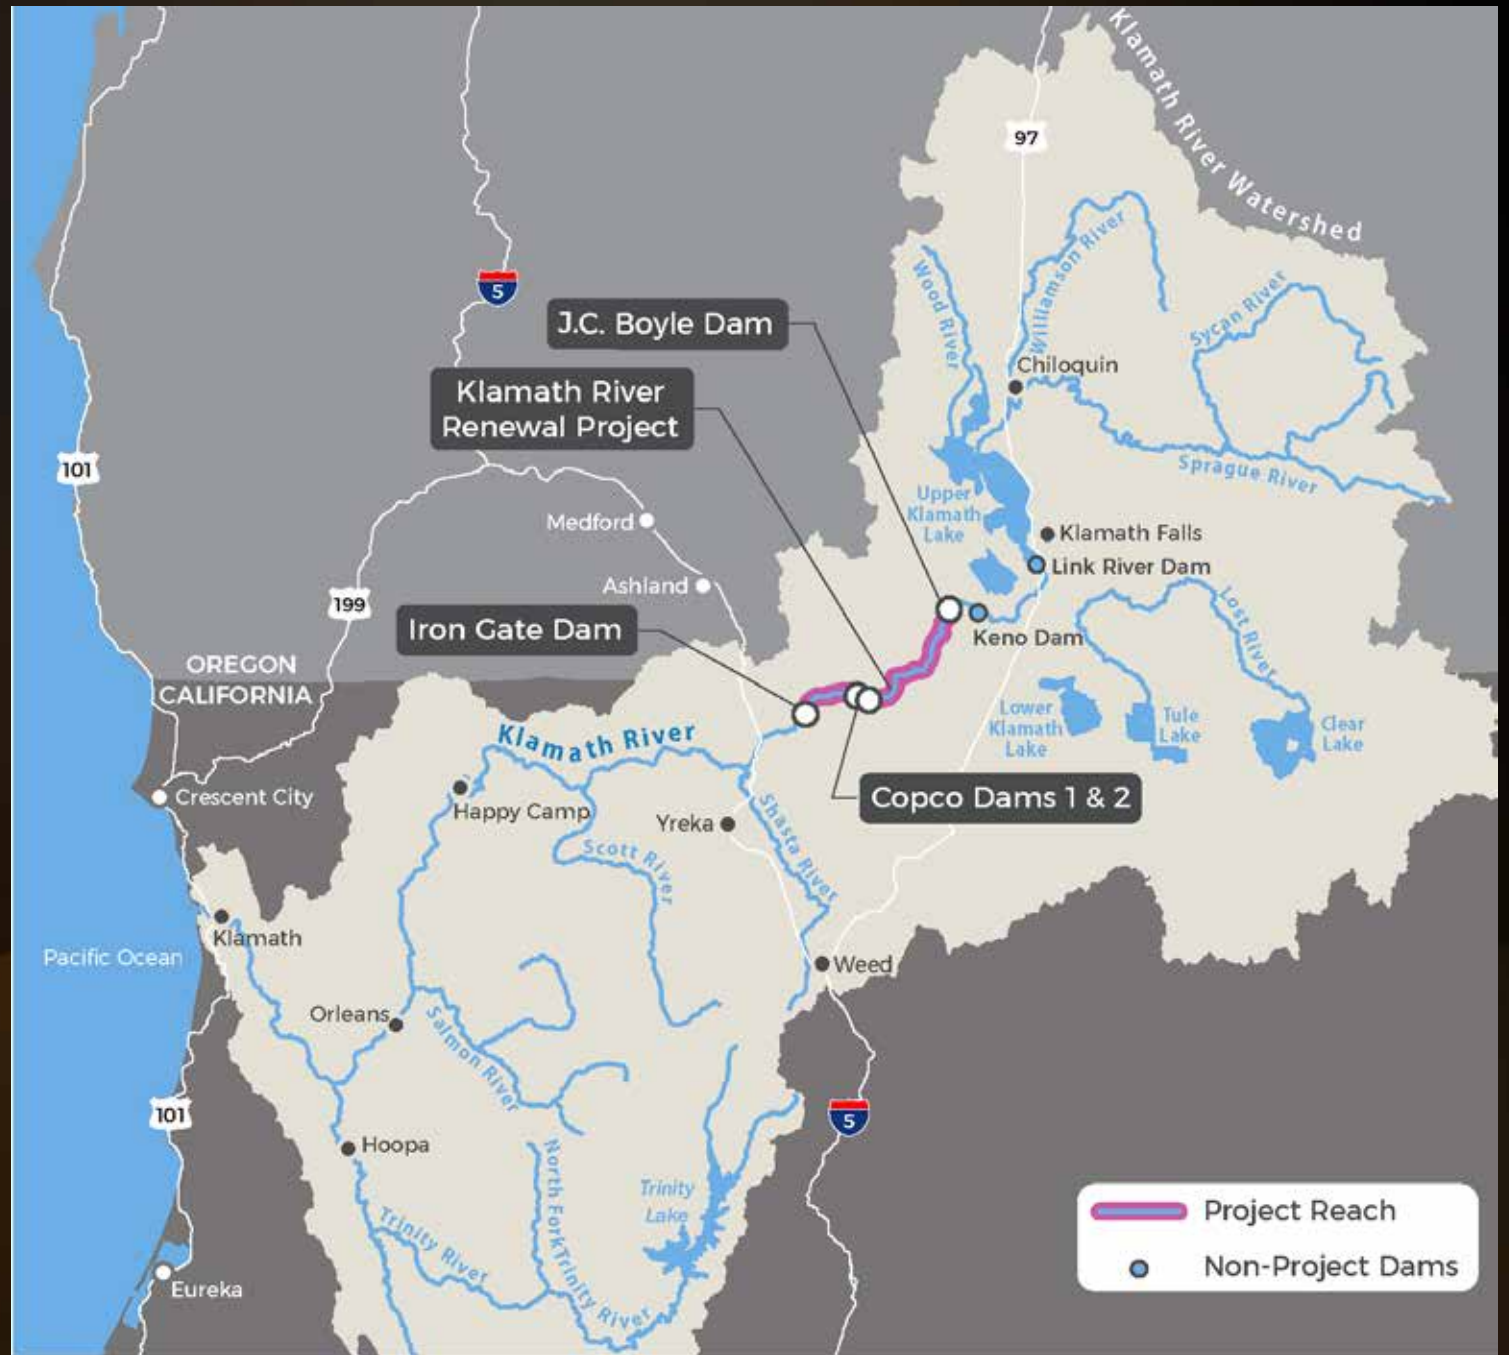 Klamath River Watershed
97
Williamson River
Wood River
Sycan River
5
J.C. Boyle Dam
Chiloquin
Klamath River
Renewal Project
101
Sprague River
Upper
Klamath
Lake
Medford
Klamath Falls
Link River Dam
Ashland
199
Lost River
Iron Gate Dam
Keno Dam
OREGON
CALIFORNIA
Klamath River
Lower
Klamath
Lake
Tule
Lake
Clear
Lake
Crescent City
Happy Camp
Copco Dams 1 & 2
Yreka
Shasta River
Scott River
Klamath
Pacific Ocean
Weed
Orleans
Salmon River
101
5
Hoopa
North Fork Trinity River
Trinity
Lake
Trinity River
Eureka
Project Reach
Non-Project Dams